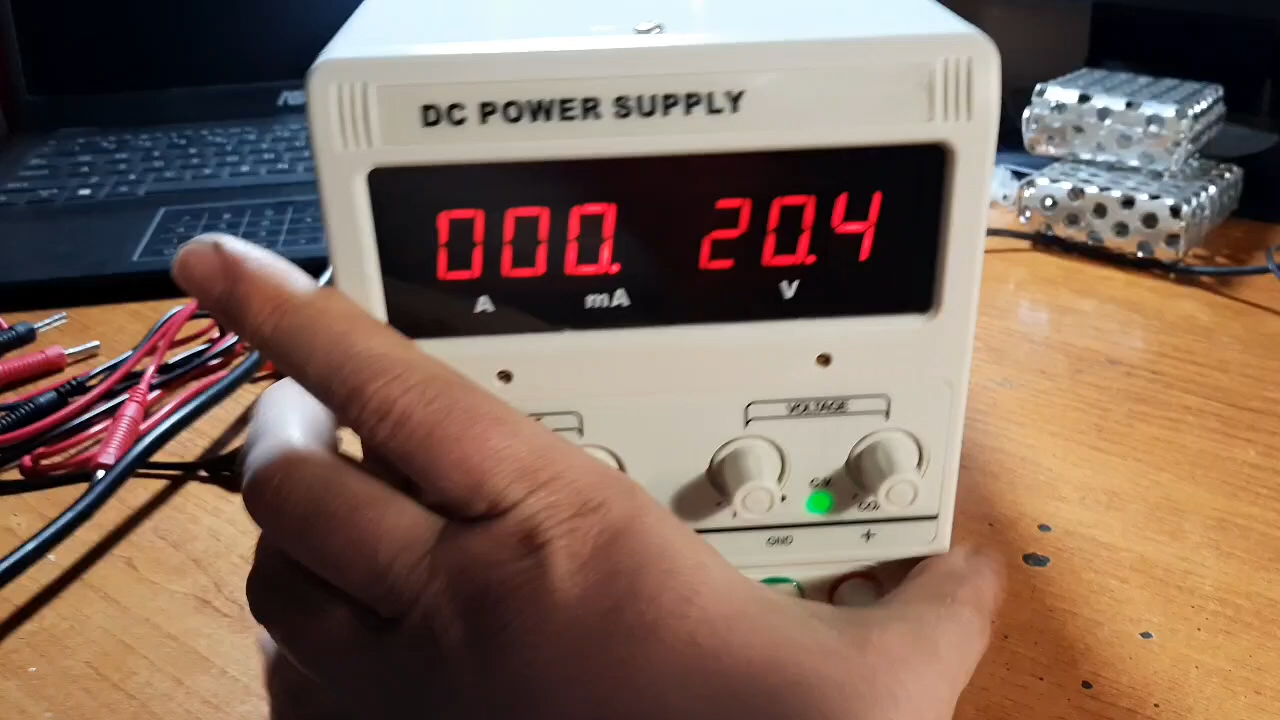 DC POWER SUPPLY
000. 20.4
A mA V
VOLTAGE
C.V
GND +